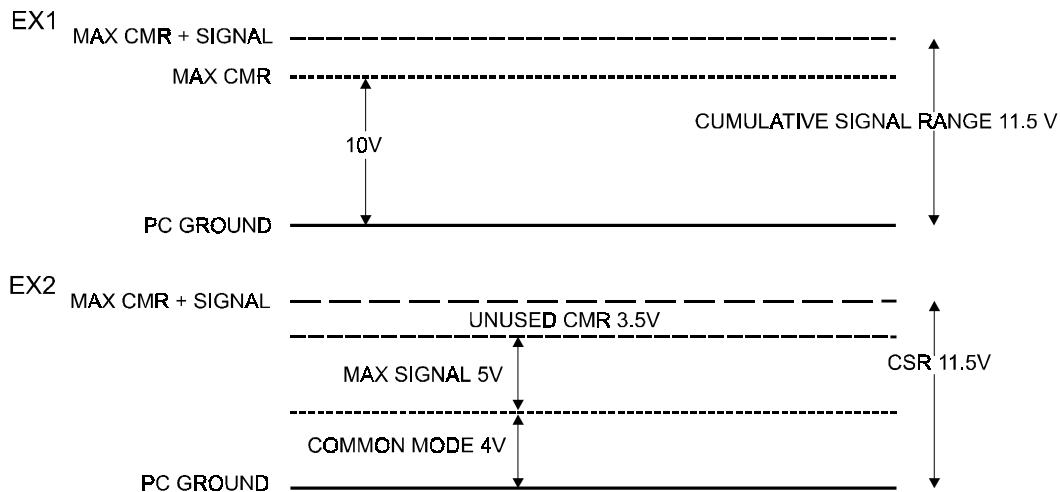 EX1
MAX CMR + SIGNAL
MAX CMR
CUMULATIVE SIGNAL RANGE 11.5 V
10V
PC GROUND
EX2
MAX CMR + SIGNAL
UNUSED CMR 3.5V
CSR 11.5V
MAX SIGNAL 5V
COMMON MODE 4V
PC GROUND